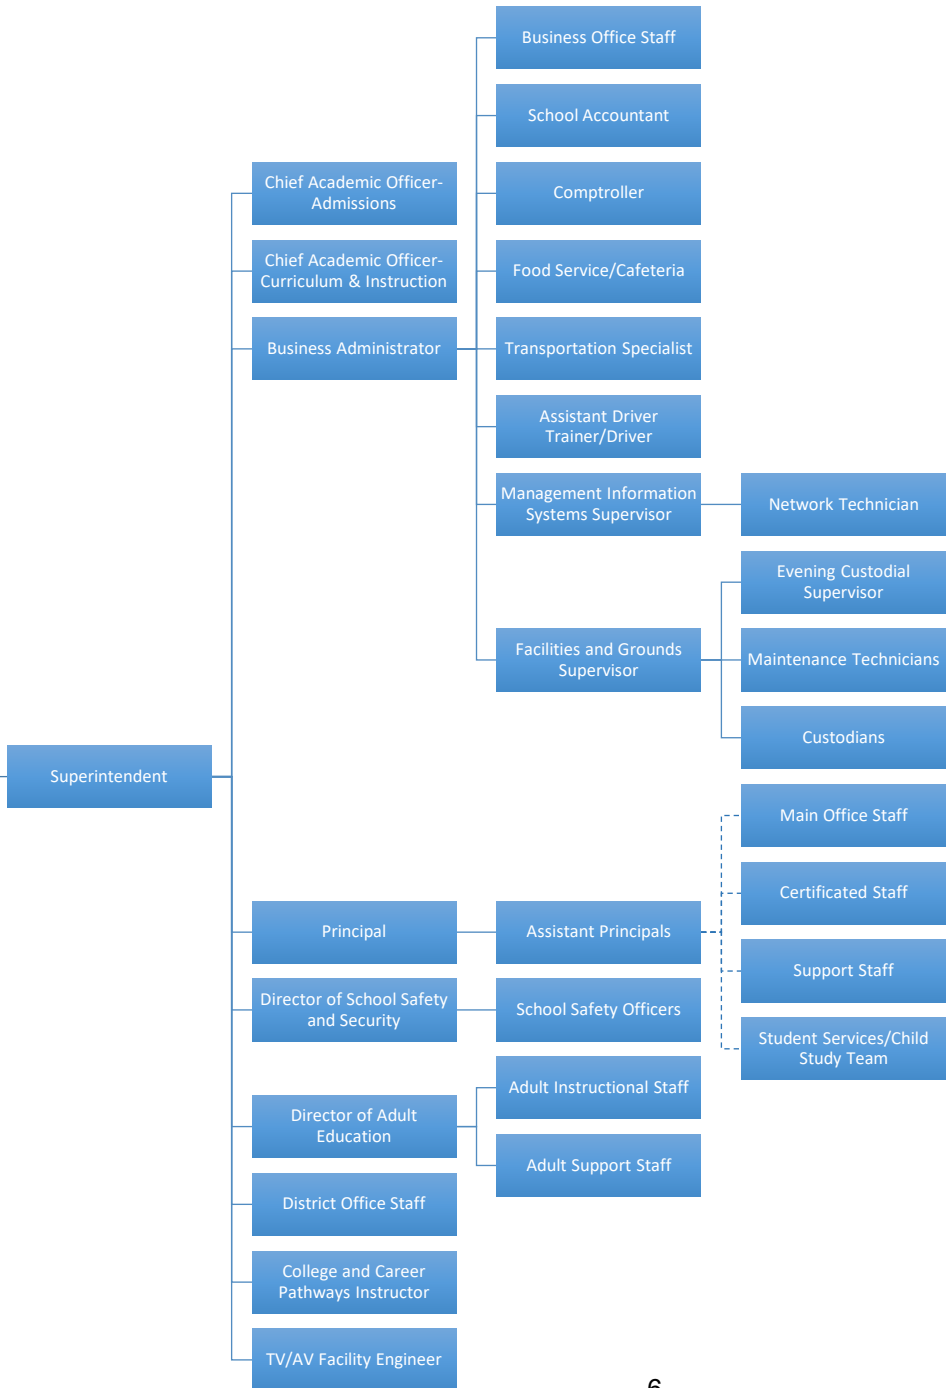 Business Office Staff
School Accountant
Chief Academic Officer-
Admissions
Comptroller
Chief Academic Officer-
Curriculum & Instruction
Food Service/Cafeteria
Business Administrator
Transportation Specialist
Assistant Driver
Trainer/Driver
Management Information
Systems Supervisor
Network Technician
Evening Custodial
Supervisor
Facilities and Grounds
Supervisor
Maintenance Technicians
Custodians
Superintendent
Main Office Staff
Certificated Staff
Principal
Assistant Principals
Support Staff
Director of School Safety
and Security
School Safety Officers
Student Services/Child
Study Team
Adult Instructional Staff
Director of Adult
Education
Adult Support Staff
District Office Staff
College and Career
Pathways Instructor
TV/AV Facility Engineer
6